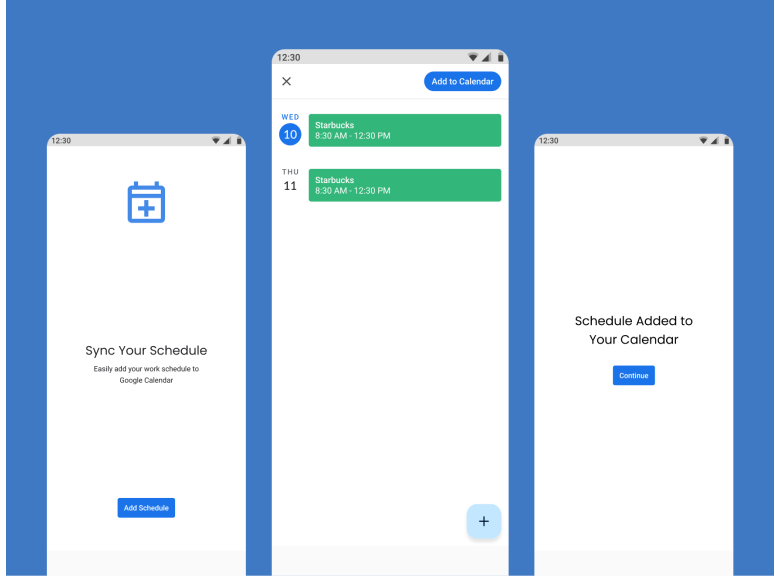 12:30
Sync Your Schedule
Easily add your work schedule to
Google Calendar
Add Schedule
12:30
Add to Calendar
WED
10
Starbucks
8:30 AM - 12:30 PM
THU
11
Starbucks
8:30 AM - 12:30 PM
12:30
Schedule Added to
Your Calendar
Continue